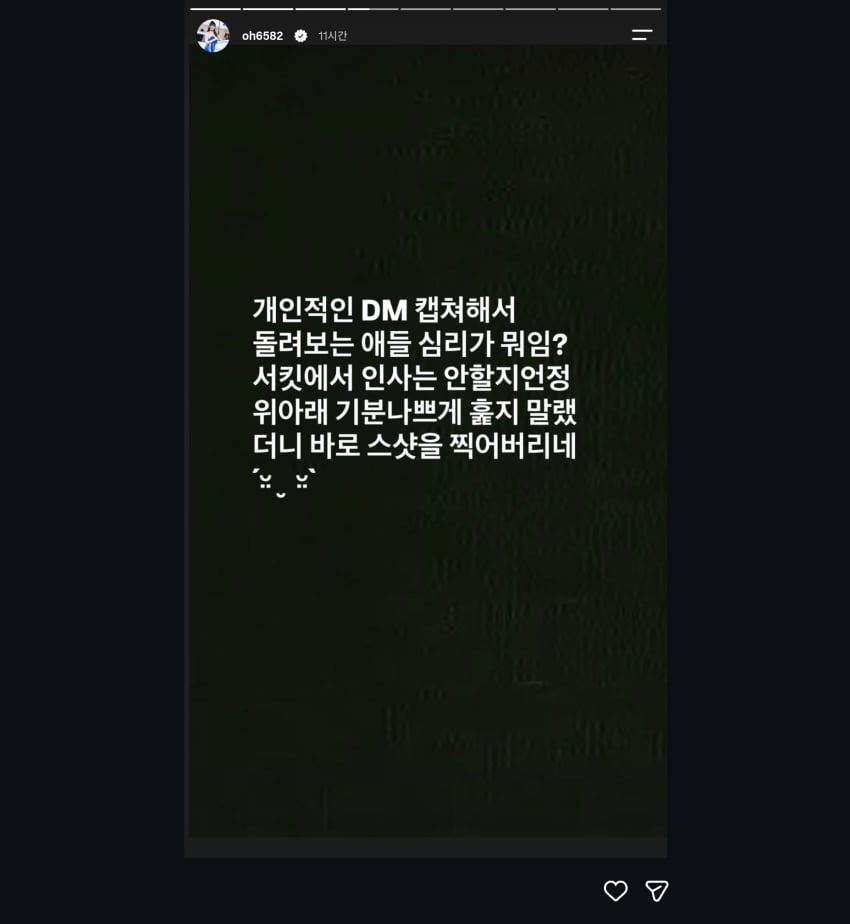 oh6582 11시간
개인적인 DM 캡쳐해서
돌려보는 애들 심리가 뭐임?
서킷에서 인사는 안할지언정
위아래 기분나쁘게 훑지 말랬
더니 바로 스샷을 찍어버리네